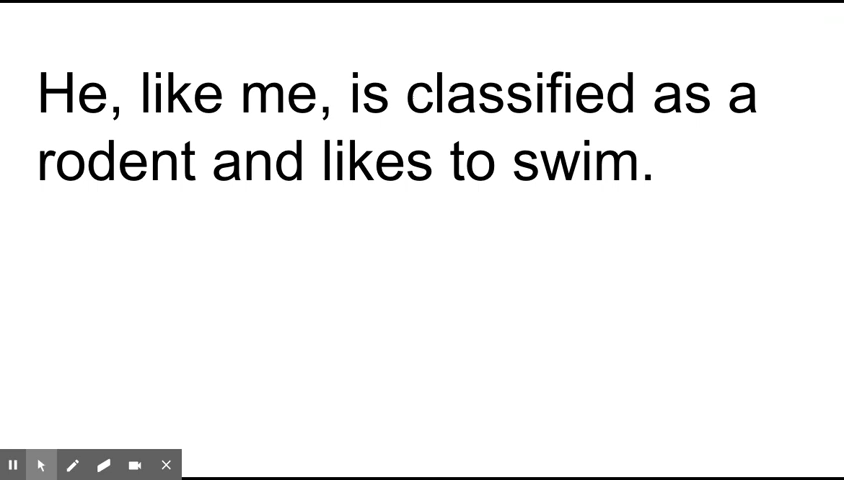 He, like me, is classified as a
rodent and likes to swim.